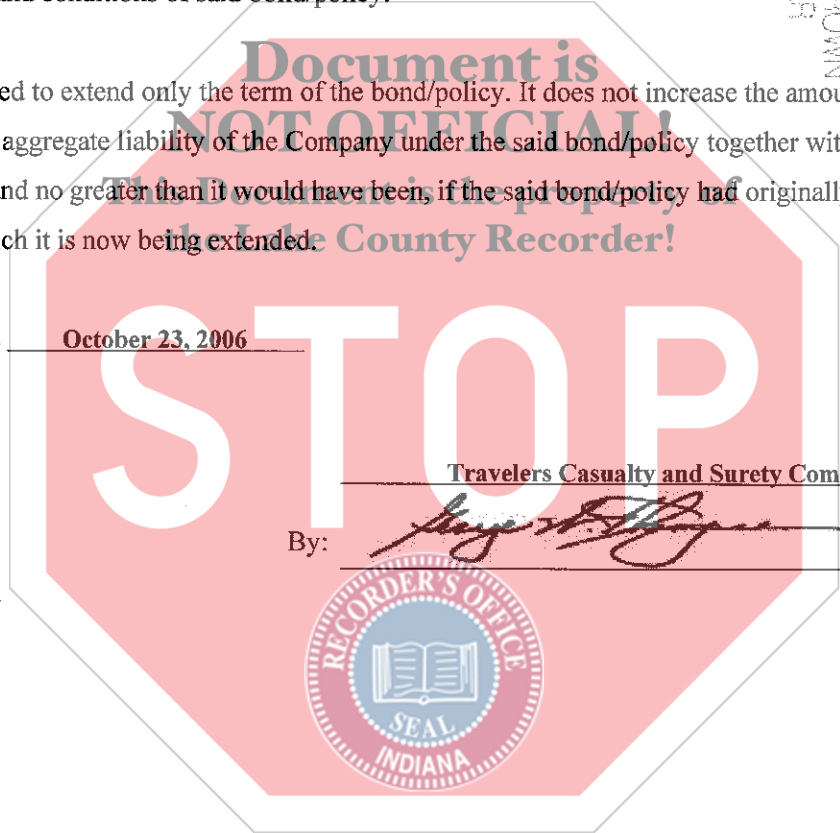 Document is
ed to extend only the term of the bond/policy. It does not increase the amou
NOT OFFICIAL!
aggregate liability of the Company under the said bond/policy together wit
This Document is the property of
nd no greater than it would have been, if the said bond/policy had originall
the Lake County Recorder!
ch it is now being extended.
October 23, 2006
STOP
Travelers Casualty and Surety Com
By:
RECORDER'S OFFICE
SEAL
INDIANA